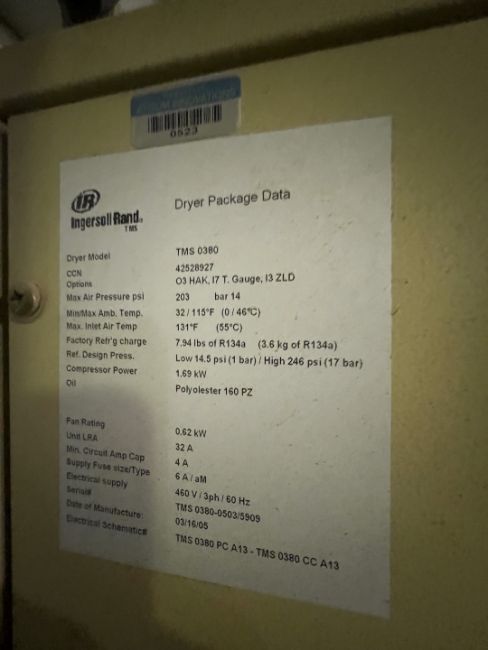 0523
IR
Ingersoll Rand®
TMS
Dryer Package Data
Dryer Model TMS 0380
CCN 42528927
Options O3 HAK, I7 T. Gauge, I3 ZLD
Max Air Pressure psi 203 bar 14
Min/Max Amb. Temp. 32 / 115°F (0 / 46°C)
Max. Inlet Air Temp 131°F (55°C)
Factory Refr'g charge 7.94 lbs of R134a (3.6 kg of R134a)
Ref. Design Press. Low 14.5 psi (1 bar) / High 246 psi (17 bar)
Compressor Power 1.69 kW
Oil Polyolester 160 PZ
Fan Rating 0.62 kW
Unit LRA 32 A
Min. Circuit Amp Cap 4 A
Supply Fuse size/Type 6 A / aM
Electrical supply 460 V / 3ph / 60 Hz
Serial# TMS 0380-0503/5909
Date of Manufacture: 03/16/05
Electrical Schematic# TMS 0380 PC A13 - TMS 0380 CC A13